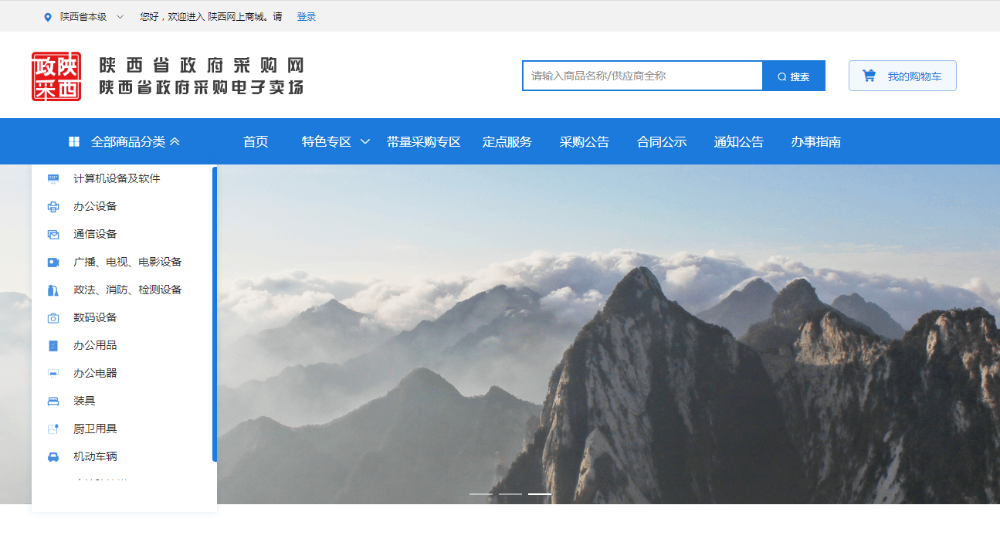 陕西省本级 您好，欢迎进入 陕西网上商城。请 登录
政陕
采西
陕西省政府采购网
陕西省政府采购电子卖场
请输入商品名称/供应商全称 搜索 我的购物车
全部商品分类 首页 特色专区 带量采购专区 定点服务 采购公告 合同公示 通知公告 办事指南
计算机设备及软件
办公设备
通信设备
广播、电视、电影设备
政法、消防、检测设备
数码设备
办公用品
办公电器
装具
厨卫用具
机动车辆